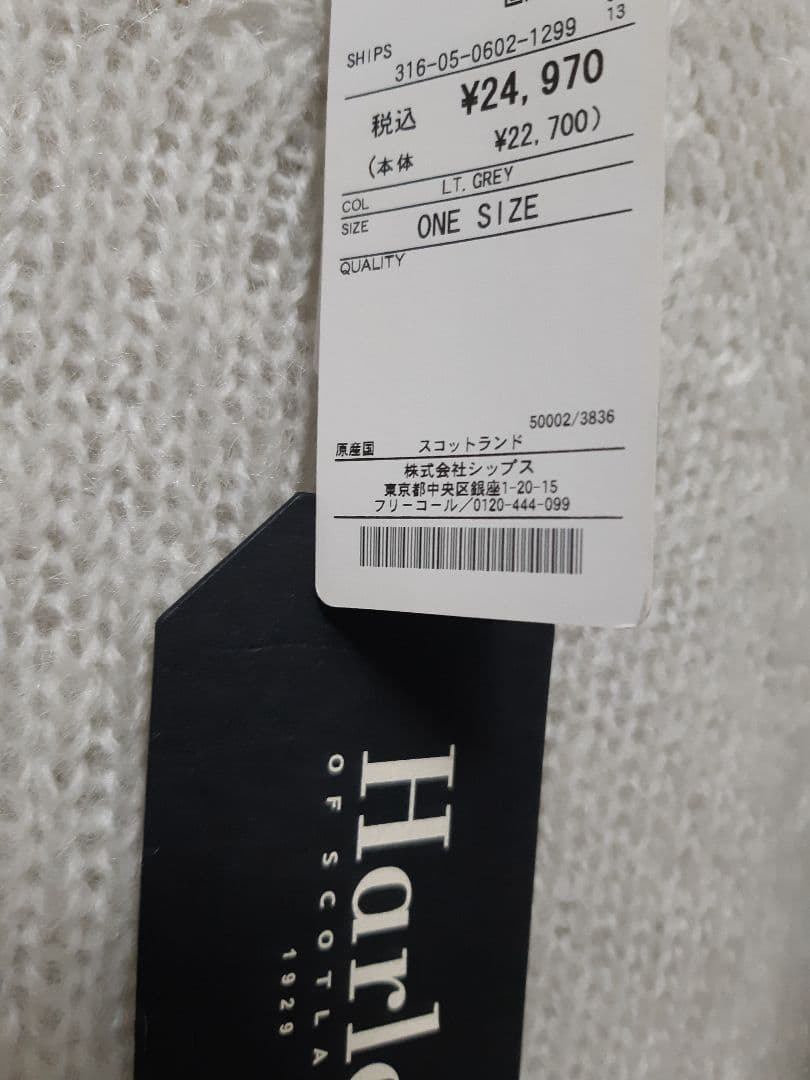 13
SHIPS 316-05-0602-1299
税込 ¥24,970
(本体 ¥22,700)
COL LT. GREY
SIZE ONE SIZE
QUALITY
50002/3836
原産国 スコットランド
株式会社シップス
東京都中央区銀座1-20-15
フリーコール/0120-444-099
Harl
OF SCOTLA
1929